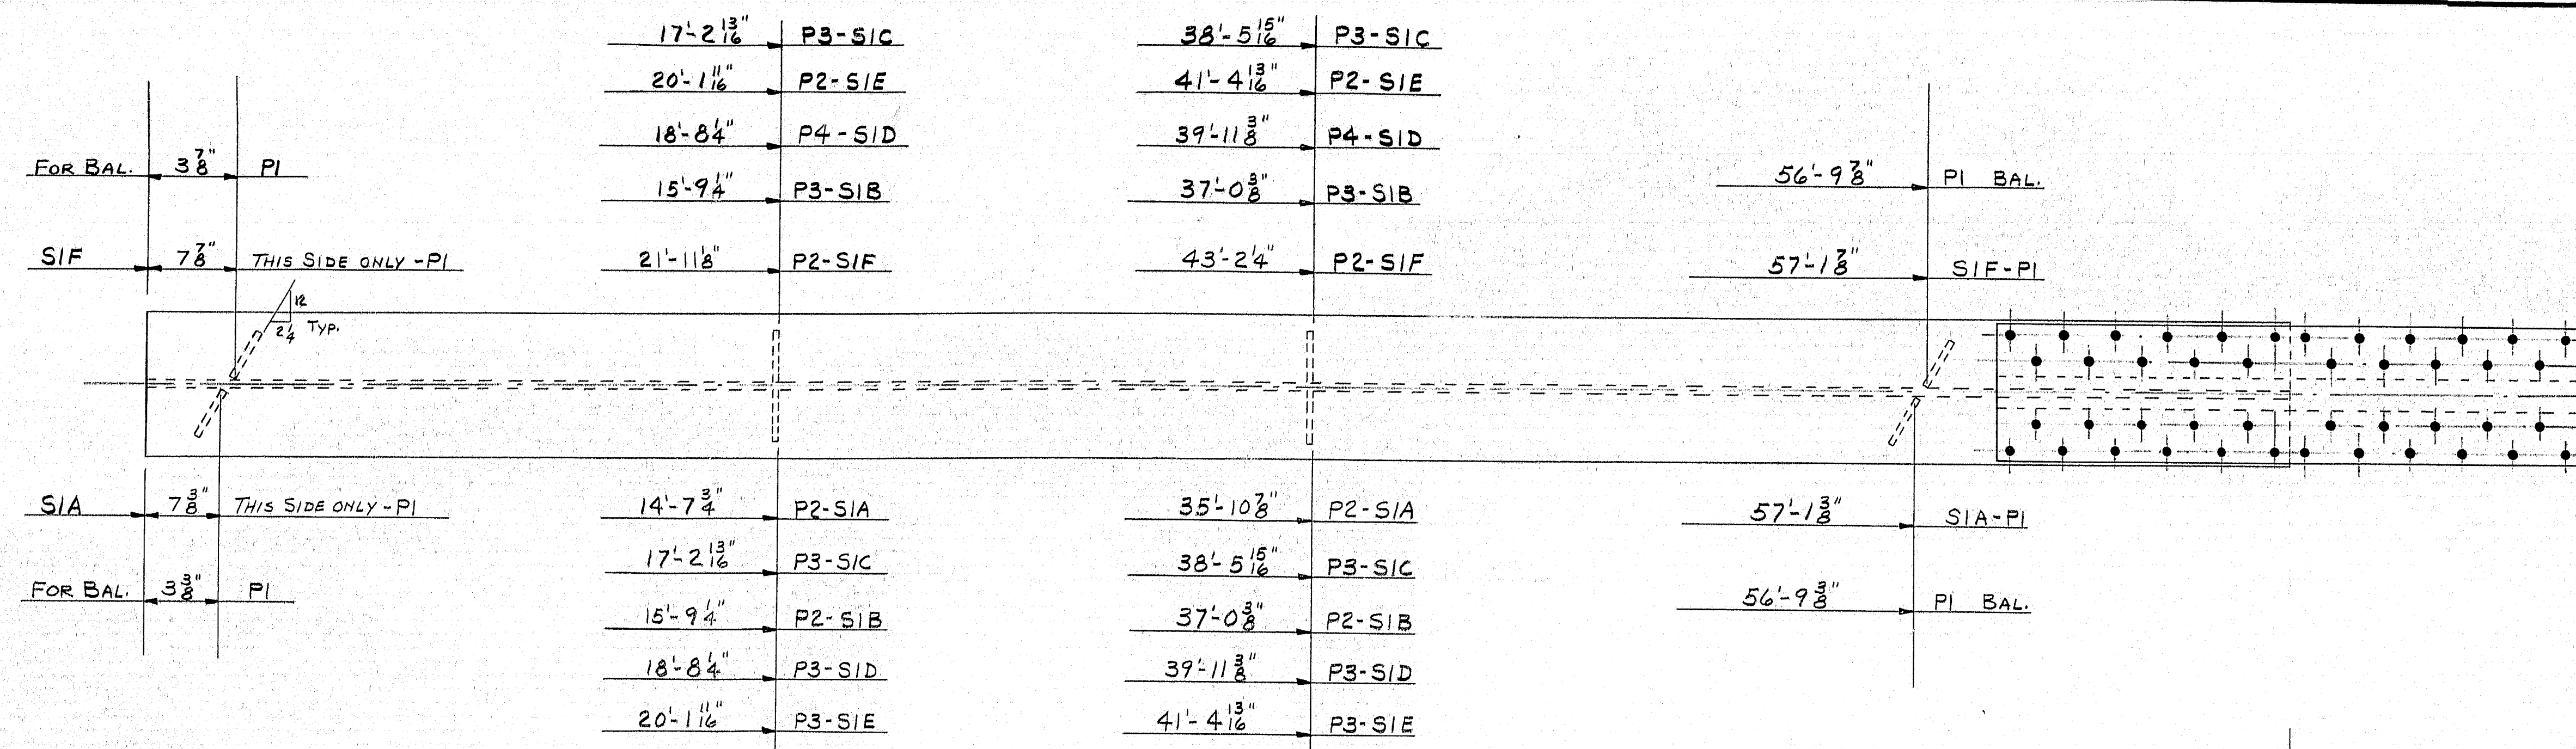 17'-2 13/16" P3-S1C
20'-1 11/16" P2-S1E
18'-8 1/4" P4-S1D
15'-9 1/4" P3-S1B
21'-11 1/8" P2-S1F
38'-5 15/16" P3-S1C
41'-4 13/16" P2-S1E
39'-11 3/8" P4-S1D
37'-0 3/8" P3-S1B
43'-2 1/4" P2-S1F
FOR BAL. 3 7/8" P1
S1F 7 7/8" THIS SIDE ONLY-P1
56'-9 7/8" P1 BAL.
57'-1 7/8" S1F-P1
12
2 1/4 TYP.
S1A 7 3/8" THIS SIDE ONLY-P1
FOR BAL. 3 3/8" P1
14'-7 3/4" P2-S1A
17'-2 13/16" P3-S1C
15'-9 1/4" P2-S1B
18'-8 1/4" P3-S1D
20'-1 11/16" P3-S1E
35'-10 7/8" P2-S1A
38'-5 15/16" P3-S1C
37'-0 3/8" P2-S1B
39'-11 3/8" P3-S1D
41'-4 13/16" P3-S1E
57'-1 3/8" S1A-P1
56'-9 3/8" P1 BAL.